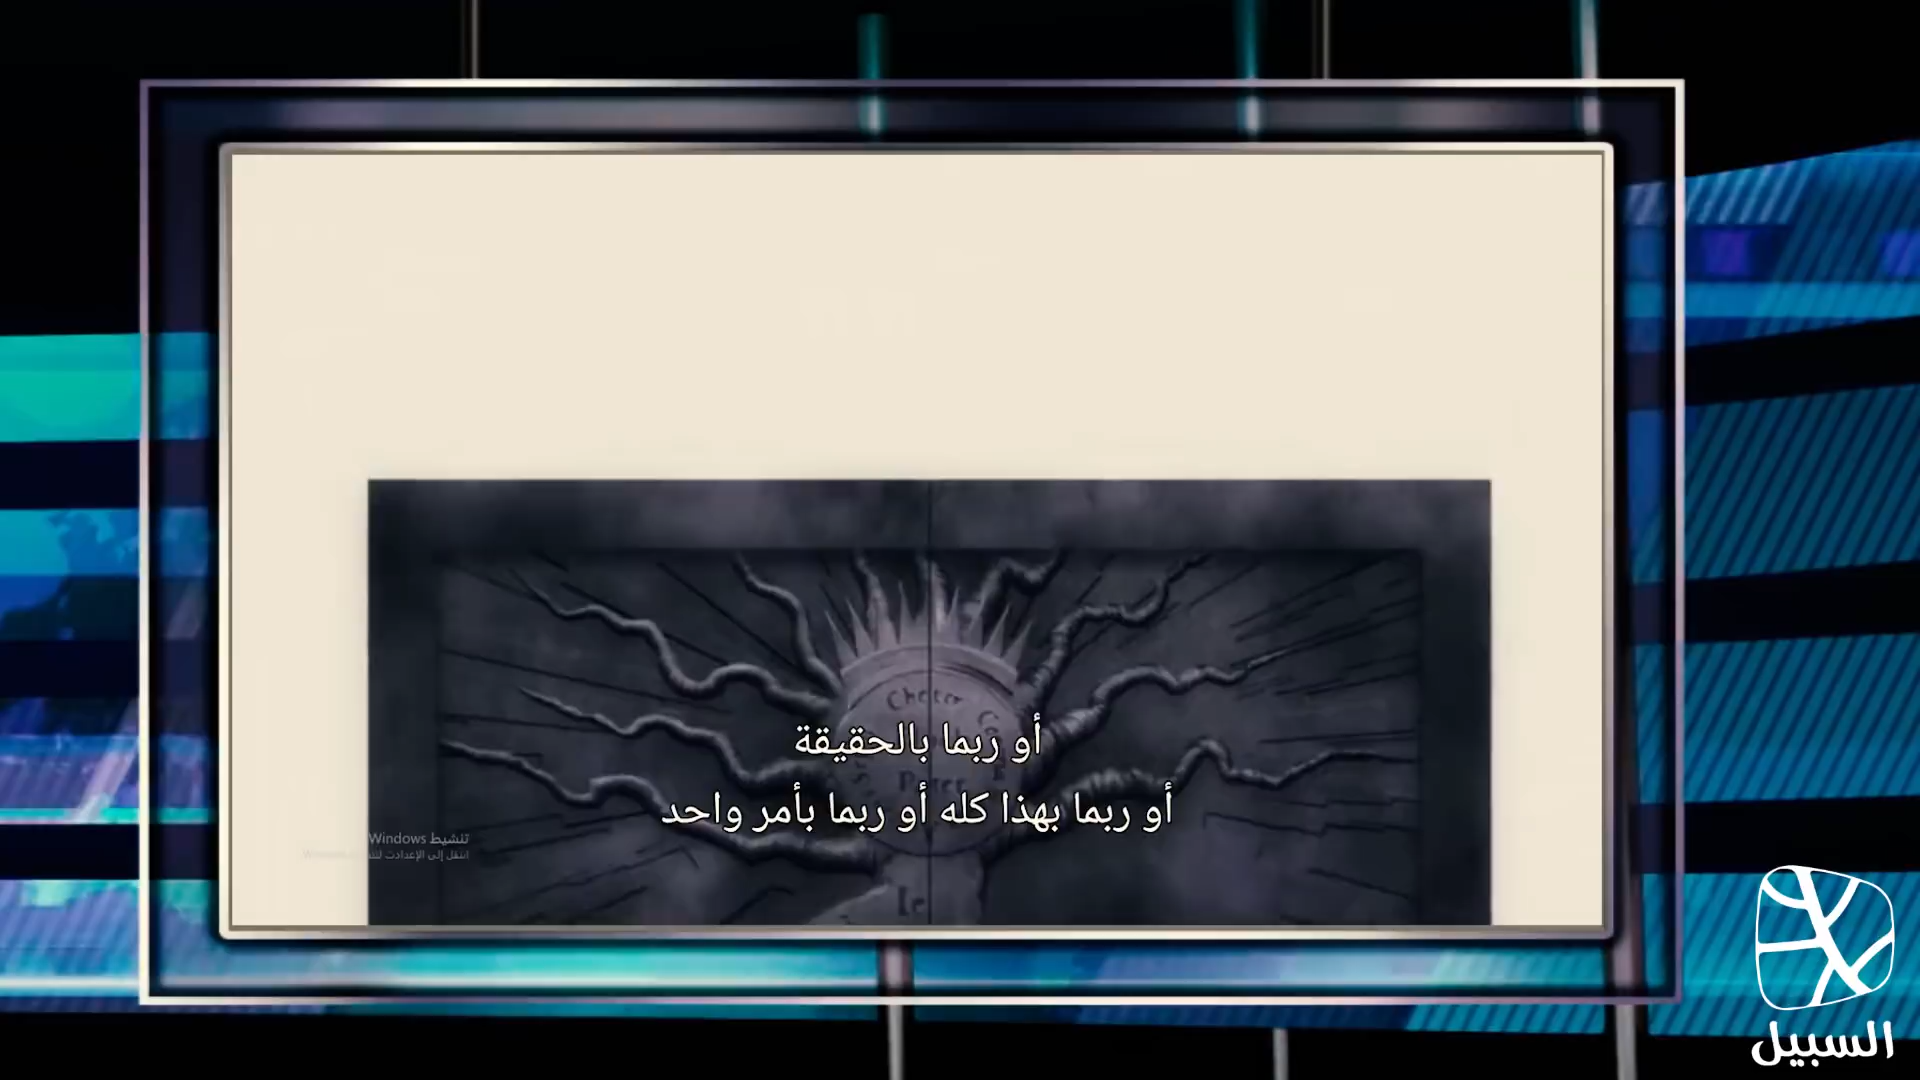 أو ربما بالحقيقة
أو ربما بهذا كله أو ربما بأمر واحد
تنشيط Windows
السبيل